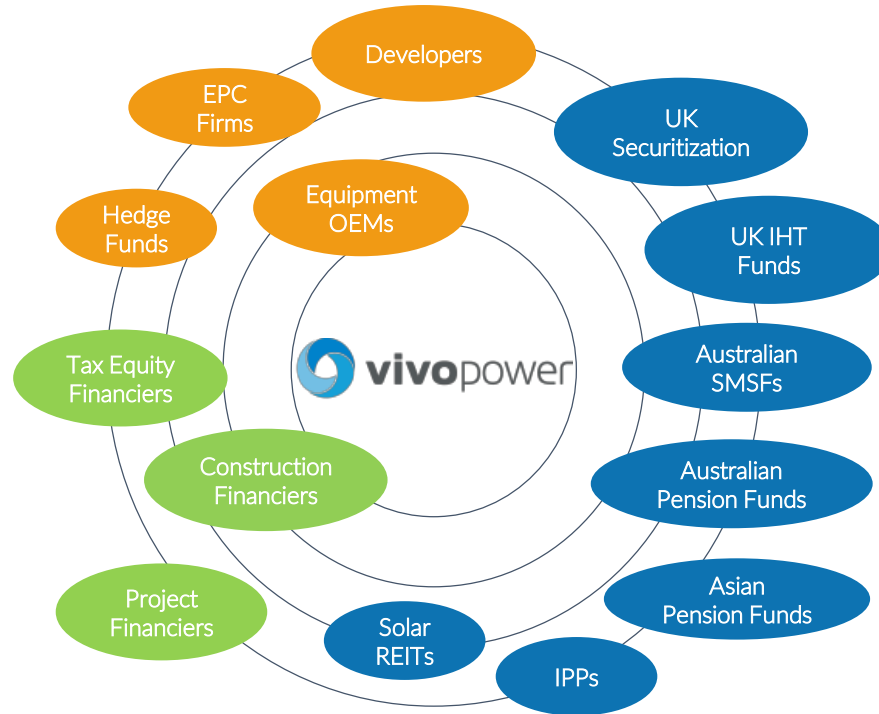 Developers
EPC
Firms
UK
Securitization
Equipment
OEMs
Hedge
Funds
UK IHT
Funds
vivopower
Tax Equity
Financiers
Australian
SMSFs
Construction
Financiers
Australian
Pension Funds
Project
Financiers
Asian
Pension Funds
Solar
REITs
IPPs